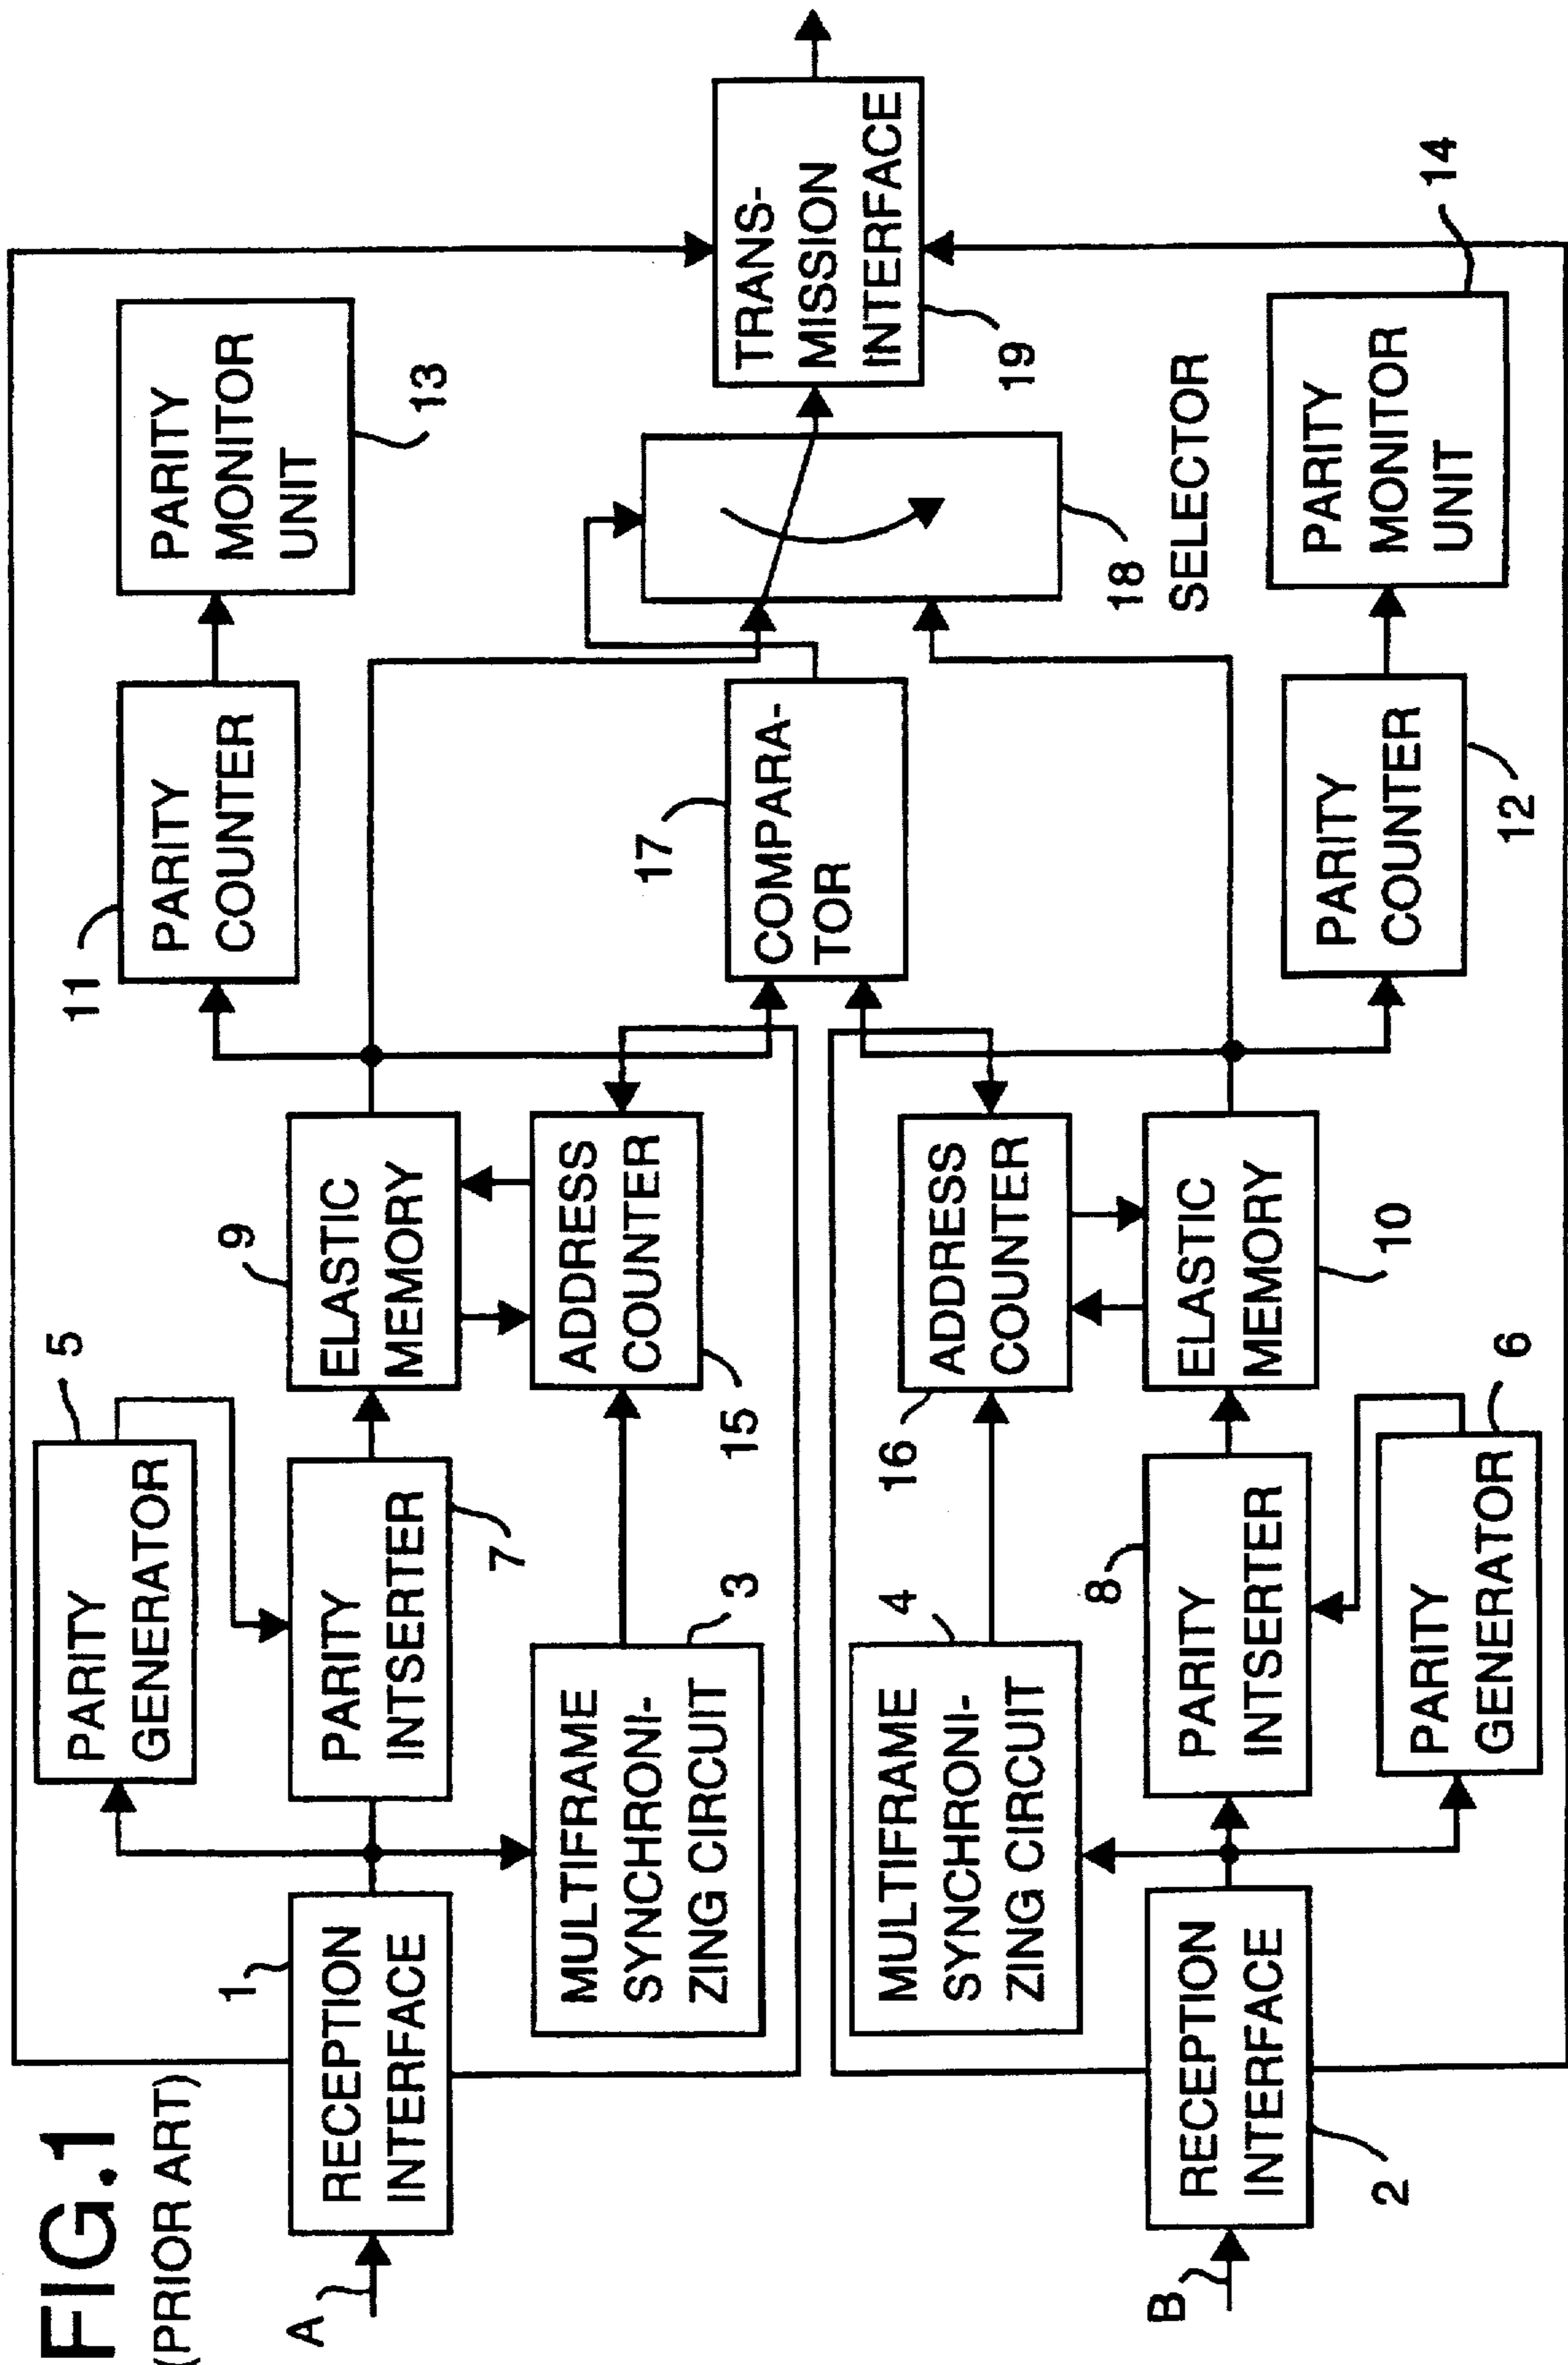 FIG.1
(PRIOR ART)
A
1
RECEPTION
INTERFACE
5
PARITY
GENERATOR
PARITY
INTSERTER
7
MULTIFRAME
SYNCHRONI-
ZING CIRCUIT
3
9
ELASTIC
MEMORY
ADDRESS
COUNTER
15
11
PARITY
COUNTER
PARITY
MONITOR
UNIT
13
17
COMPARA-
TOR
18
SELECTOR
TRANS-
MISSION
INTERFACE
19
B
RECEPTION
INTERFACE
2
4
MULTIFRAME
SYNCHRONI-
ZING CIRCUIT
8
PARITY
INTSERTER
PARITY
GENERATOR
6
16
ADDRESS
COUNTER
ELASTIC
MEMORY
10
PARITY
COUNTER
12
PARITY
MONITOR
UNIT
14